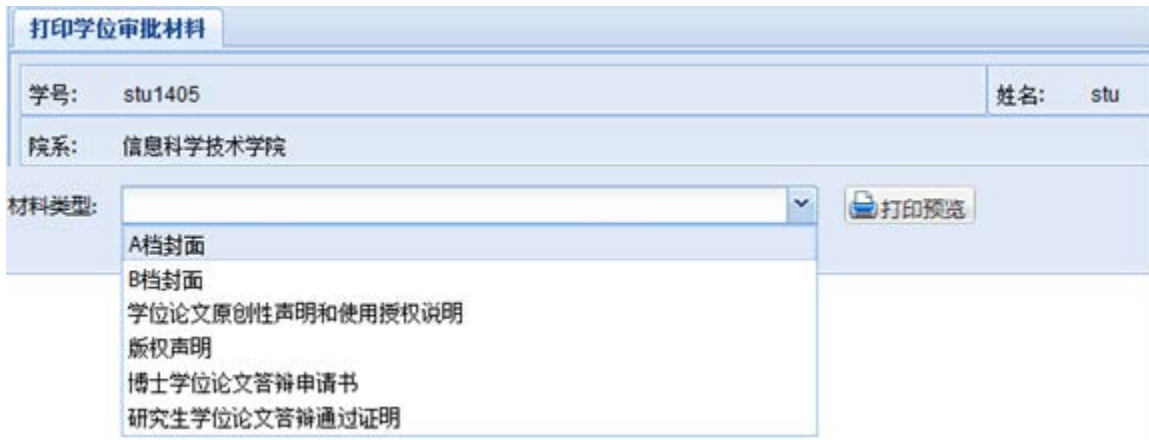 打印学位审批材料
学号: stu1405 姓名: stu
院系: 信息科学技术学院
材料类型: 打印预览
A档封面
B档封面
学位论文原创性声明和使用授权说明
版权声明
博士学位论文答辩申请书
研究生学位论文答辩通过证明